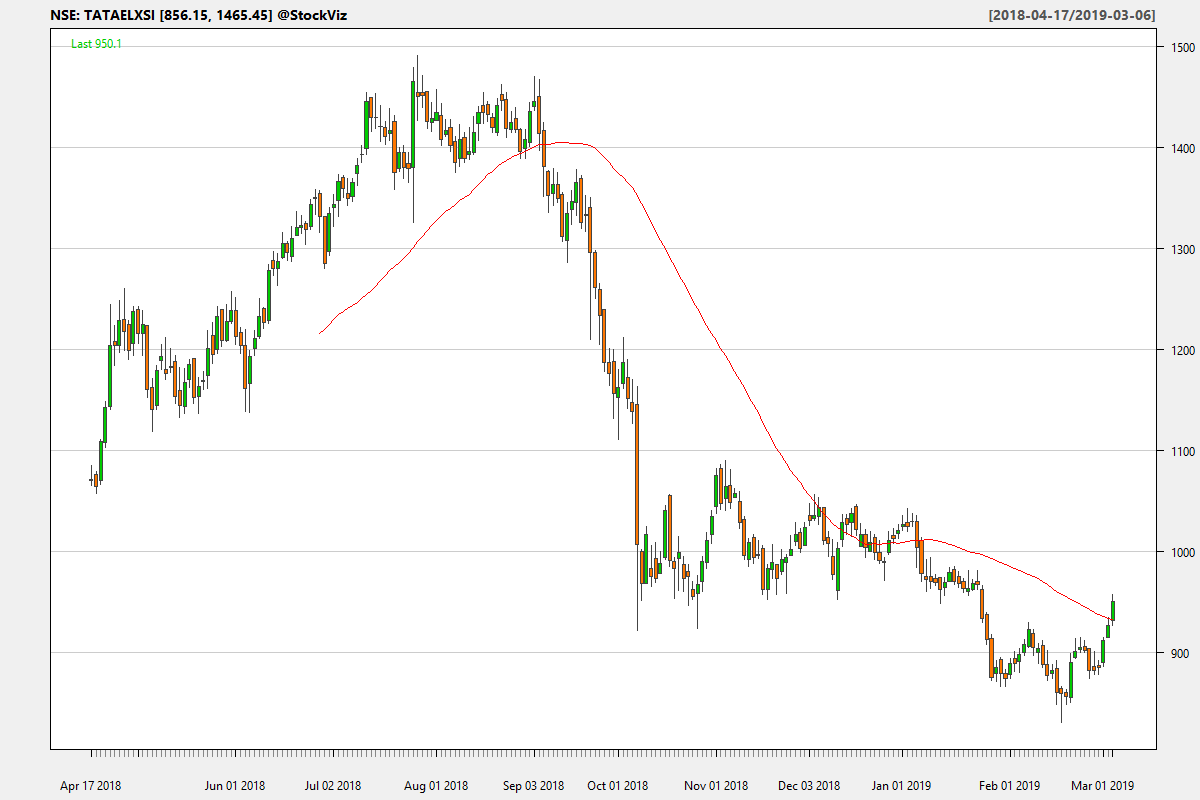 NSE: TATAELXSI [856.15, 1465.45] @StockViz
[2018-04-17/2019-03-06]
Last 950.1
1500
1400
1300
1200
1100
1000
900
Apr 17 2018
Jun 01 2018
Jul 02 2018
Aug 01 2018
Sep 03 2018
Oct 01 2018
Nov 01 2018
Dec 03 2018
Jan 01 2019
Feb 01 2019
Mar 01 2019